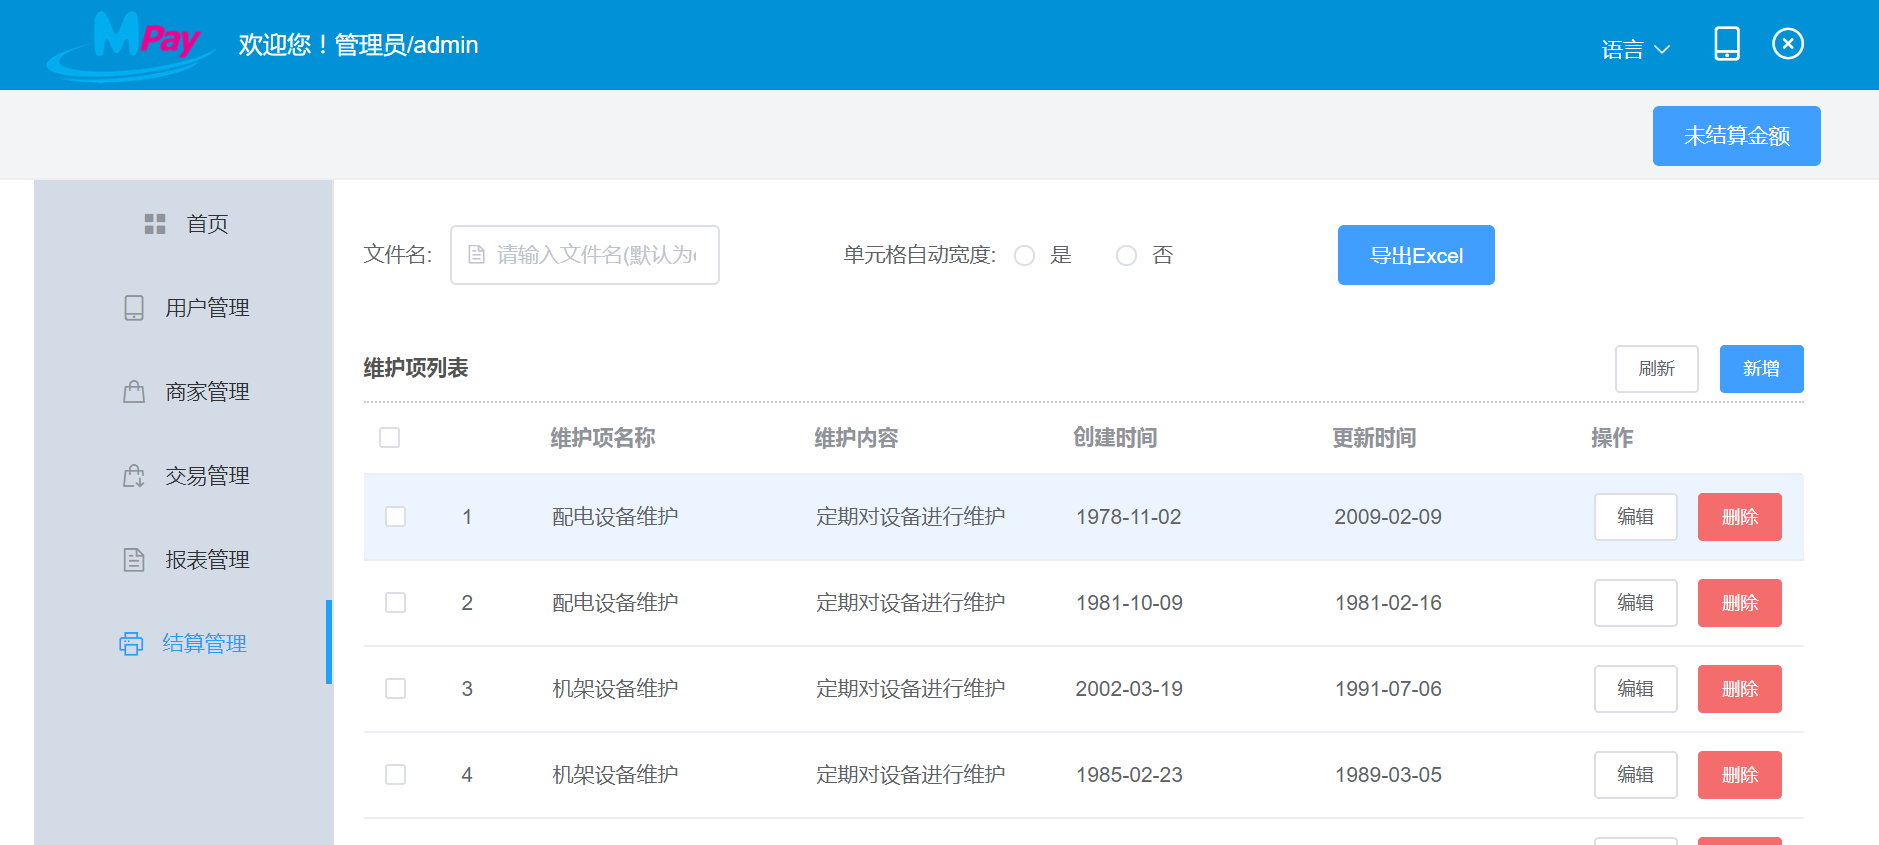 MPay 欢迎您！管理员/admin 语言
未结算金额
首页
用户管理
商家管理
交易管理
报表管理
结算管理
文件名: 请输入文件名(默认为 单元格自动宽度: 是 否 导出Excel
维护项列表 刷新 新增
维护项名称 维护内容 创建时间 更新时间 操作
1 配电设备维护 定期对设备进行维护 1978-11-02 2009-02-09 编辑 删除
2 配电设备维护 定期对设备进行维护 1981-10-09 1981-02-16 编辑 删除
3 机架设备维护 定期对设备进行维护 2002-03-19 1991-07-06 编辑 删除
4 机架设备维护 定期对设备进行维护 1985-02-23 1989-03-05 编辑 删除